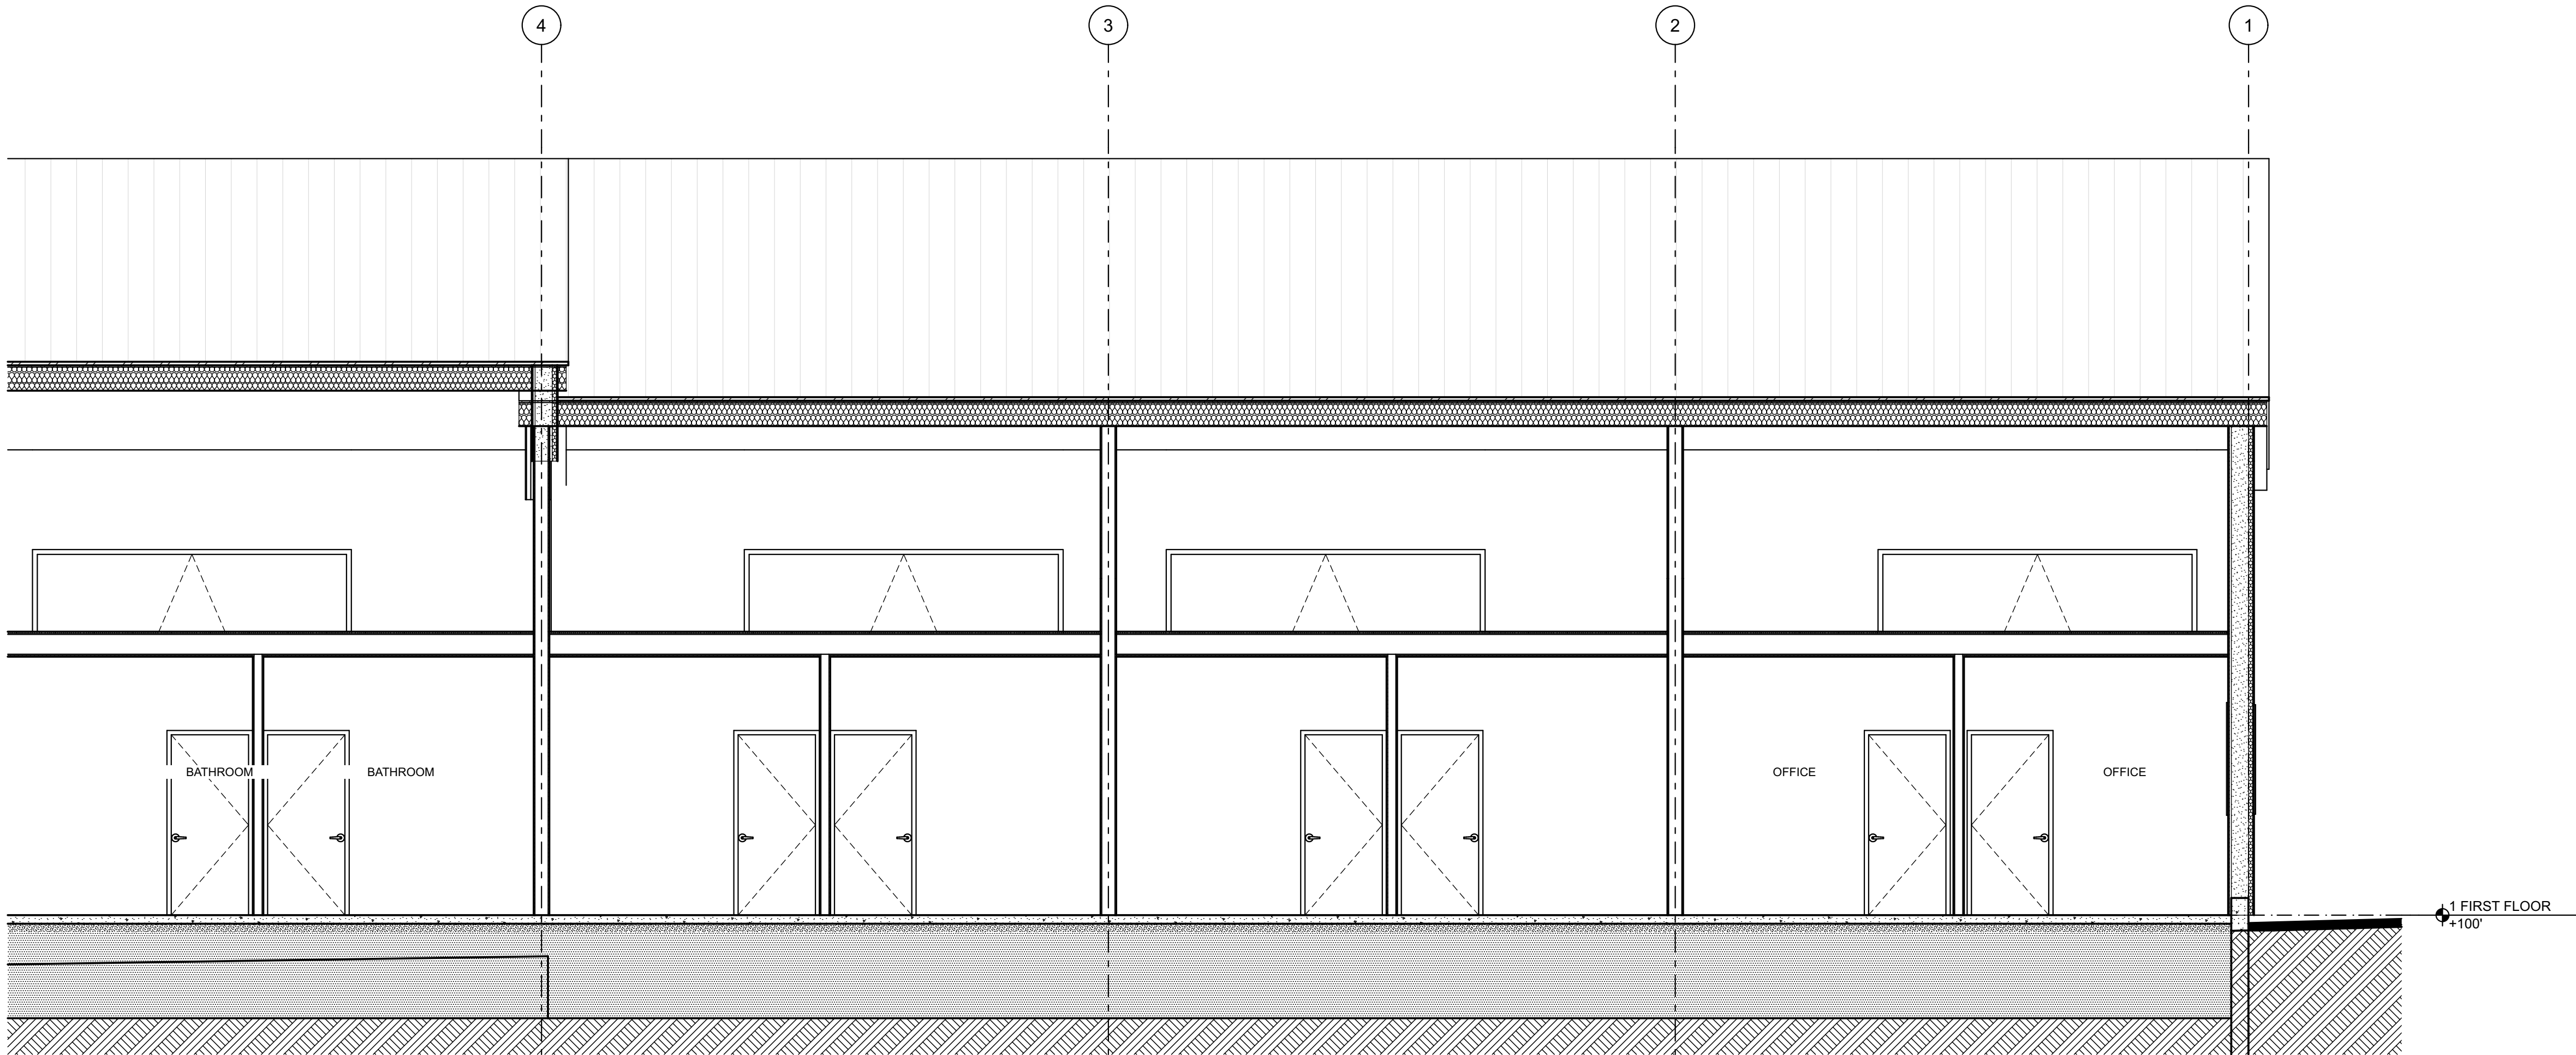 4
3
2
1
BATHROOM
BATHROOM
OFFICE
OFFICE
1 FIRST FLOOR
+100'